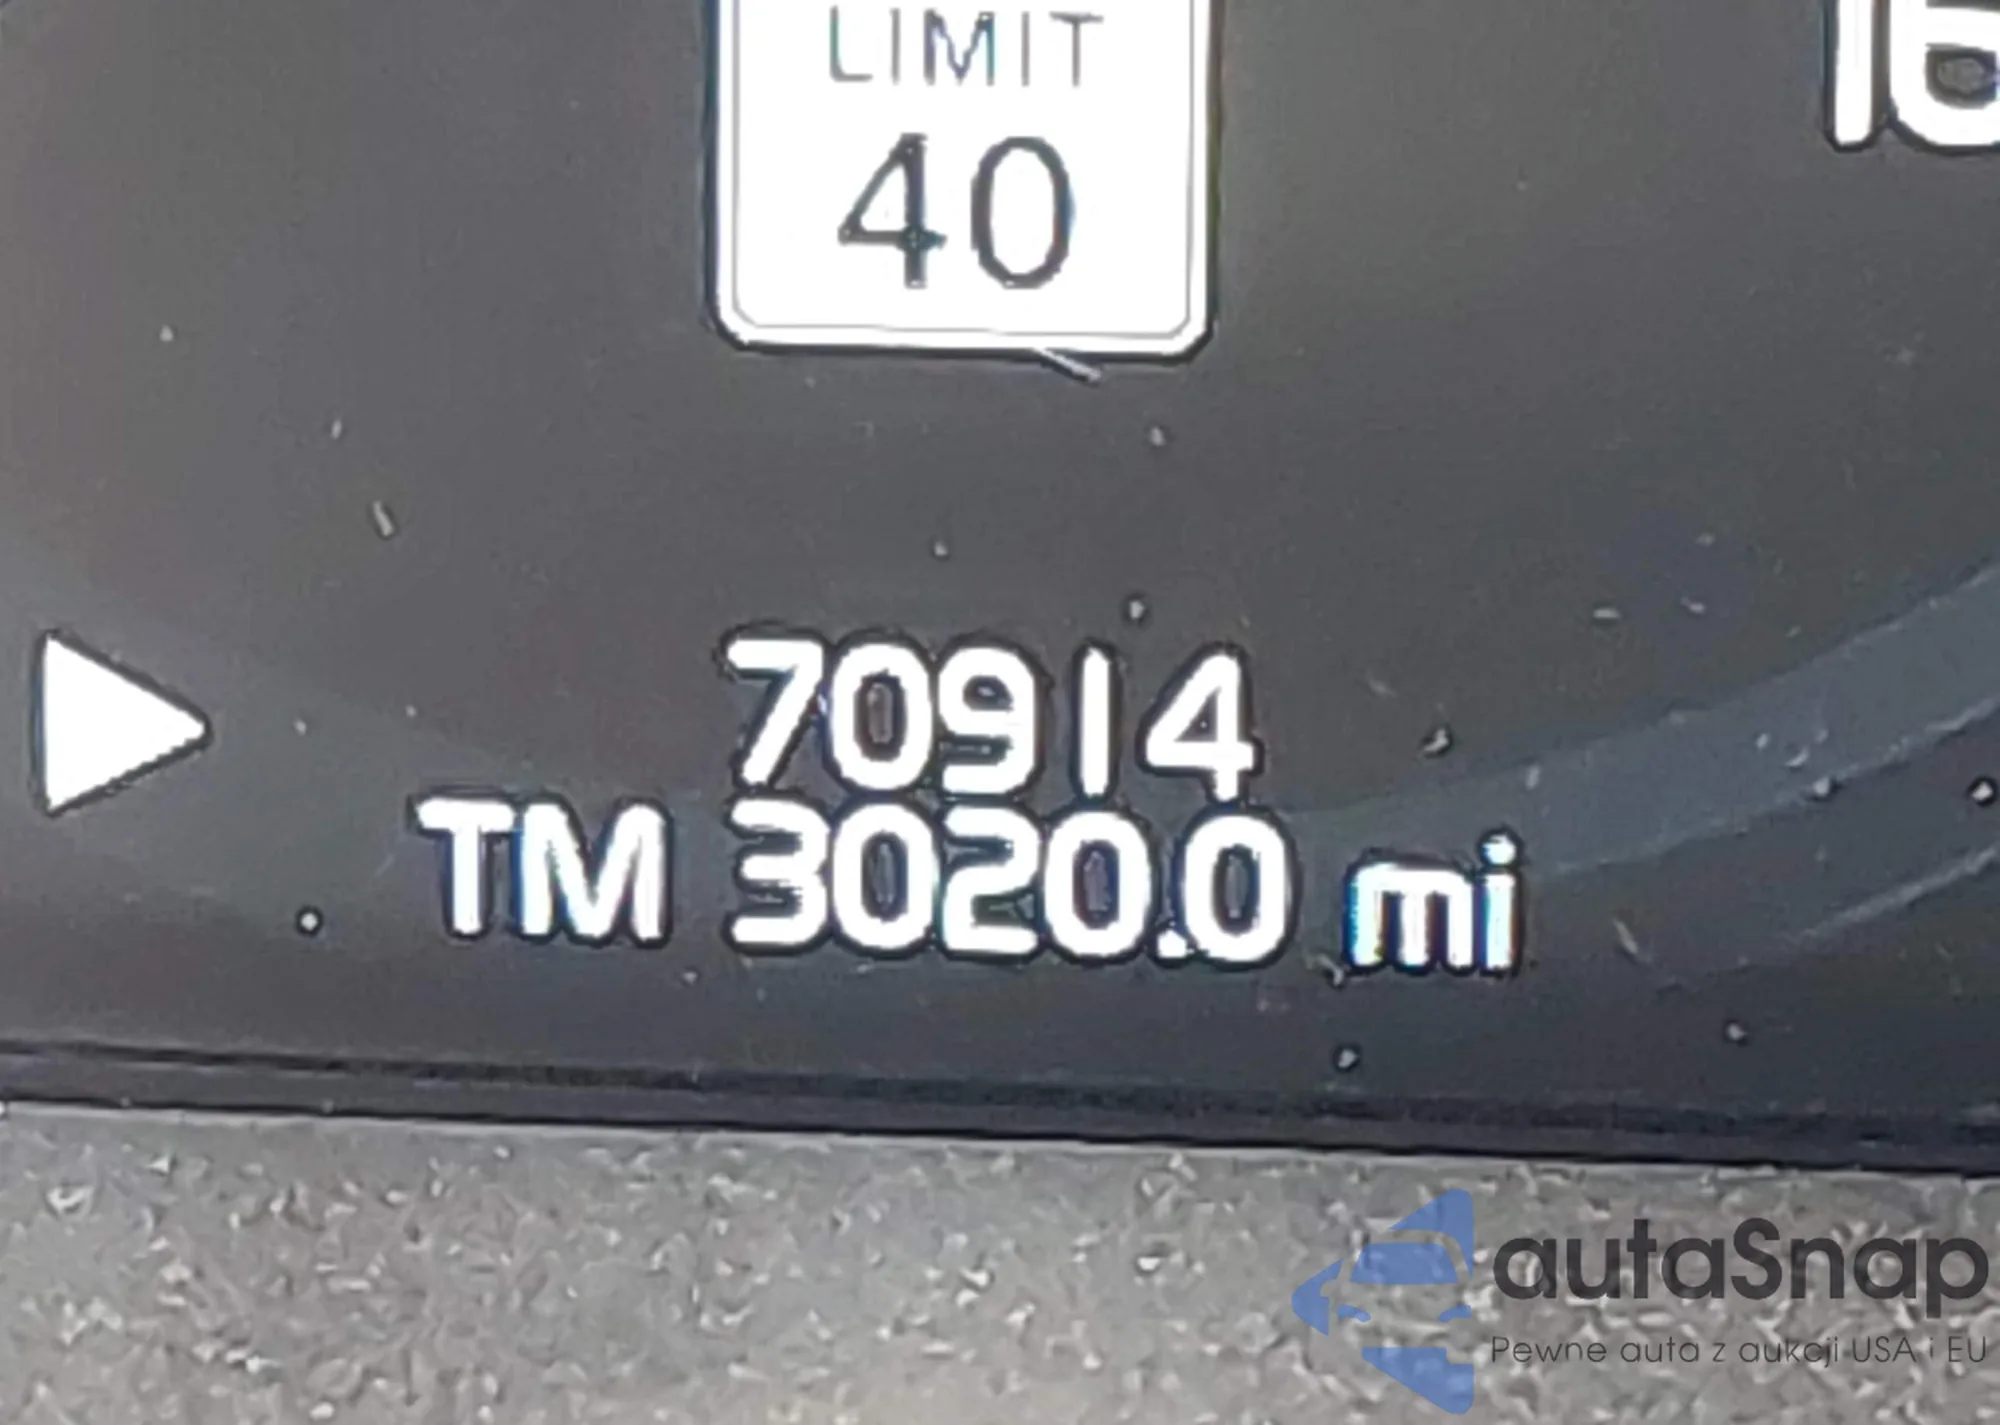 LIMIT
40
70914
TM 3020.0 mi
autaSnap
Pewne auta z aukcji USA i EU